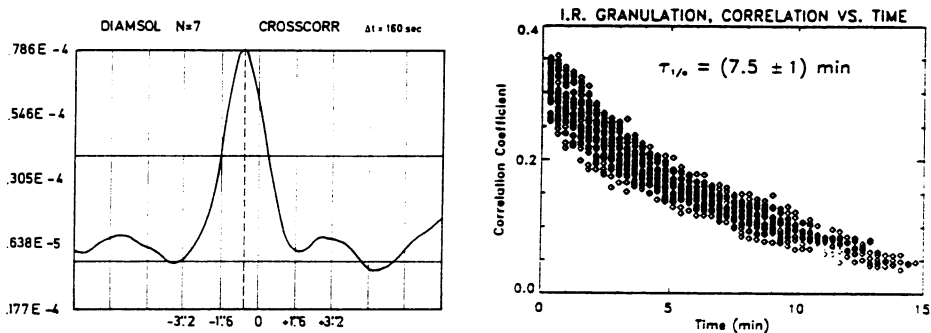 DIAMSOL N=7 CROSSCORR Δt = 160 sec
.786E -4
.546E -4
.305E -4
.638E -5
.177E -4
-3".2 -1".6 0 +1".6 +3".2
I.R. GRANULATION, CORRELATION VS. TIME
τ1/e = (7.5 ±1) min
Correlation Coefficient
0.4
0.2
0.0
0 5 10 15
Time (min)